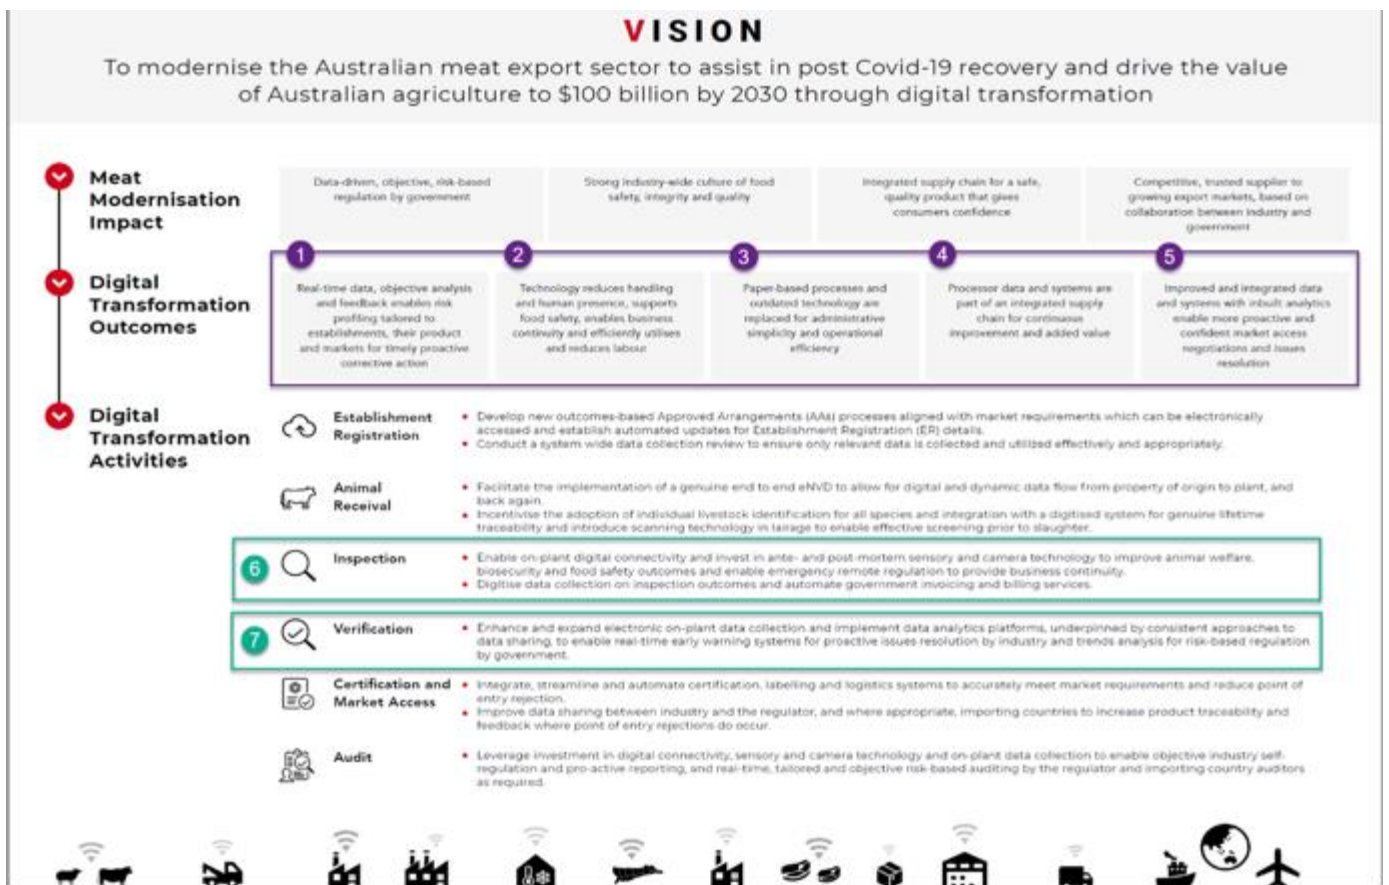 VISION
To modernise the Australian meat export sector to assist in post Covid-19 recovery and drive the value
of Australian agriculture to $100 billion by 2030 through digital transformation
Meat
Modernisation
Impact
Data-driven, objective, risk-based
regulation by government
Strong industry-wide culture of food
safety, integrity and quality
Integrated supply chain for a safe,
quality product that gives
consumers confidence
Competitive, trusted supplier to
growing export markets, based on
collaboration between industry and
government
Digital
Transformation
Outcomes
1
Real-time data, objective analysis
and feedback enables risk
profiling tailored to
establishments, their product
and markets for timely proactive
corrective action
2
Technology reduces handling
and human presence, supports
food safety, enables business
continuity and efficiently utilises
and reduces labour
3
Paper-based processes and
outdated technology are
replaced for administrative
simplicity and operational
efficiency
4
Processor data and systems are
part of an integrated supply
chain for continuous
improvement and added value
5
Improved and integrated data
and systems with inbuilt analytics
enable more proactive and
confident market access
negotiations and issues
resolution
Digital
Transformation
Activities
Establishment
Registration
• Develop new outcomes-based Approved Arrangements (AAs) processes aligned with market requirements which can be electronically
accessed and establish automated updates for Establishment Registration (ER) details.
• Conduct a system wide data collection review to ensure only relevant data is collected and utilized effectively and appropriately.
Animal
Receival
• Facilitate the implementation of a genuine end to end eNVD to allow for digital and dynamic data flow from property of origin to plant, and
back again.
• Incentivise the adoption of individual livestock identification for all species and integration with a digitised system for genuine lifetime
traceability and introduce scanning technology in lairage to enable effective screening prior to slaughter.
6
Inspection
• Enable on-plant digital connectivity and invest in ante- and post-mortem sensory and camera technology to improve animal welfare,
biosecurity and food safety outcomes and enable emergency remote regulation to provide business continuity.
• Digitise data collection on inspection outcomes and automate government invoicing and billing services.
7
Verification
• Enhance and expand electronic on-plant data collection and implement data analytics platforms, underpinned by consistent approaches to
data sharing, to enable real-time early warning systems for proactive issues resolution by industry and trends analysis for risk-based regulation
by government.
Certification and
Market Access
• Integrate, streamline and automate certification, labelling and logistics systems to accurately meet market requirements and reduce point of
entry rejection.
• Improve data sharing between industry and the regulator, and where appropriate, importing countries to increase product traceability and
feedback where point of entry rejections do occur.
Audit
• Leverage investment in digital connectivity, sensory and camera technology and on-plant data collection to enable objective industry self-
regulation and pro-active reporting, and real-time, tailored and objective risk-based auditing by the regulator and importing country auditors
as required.